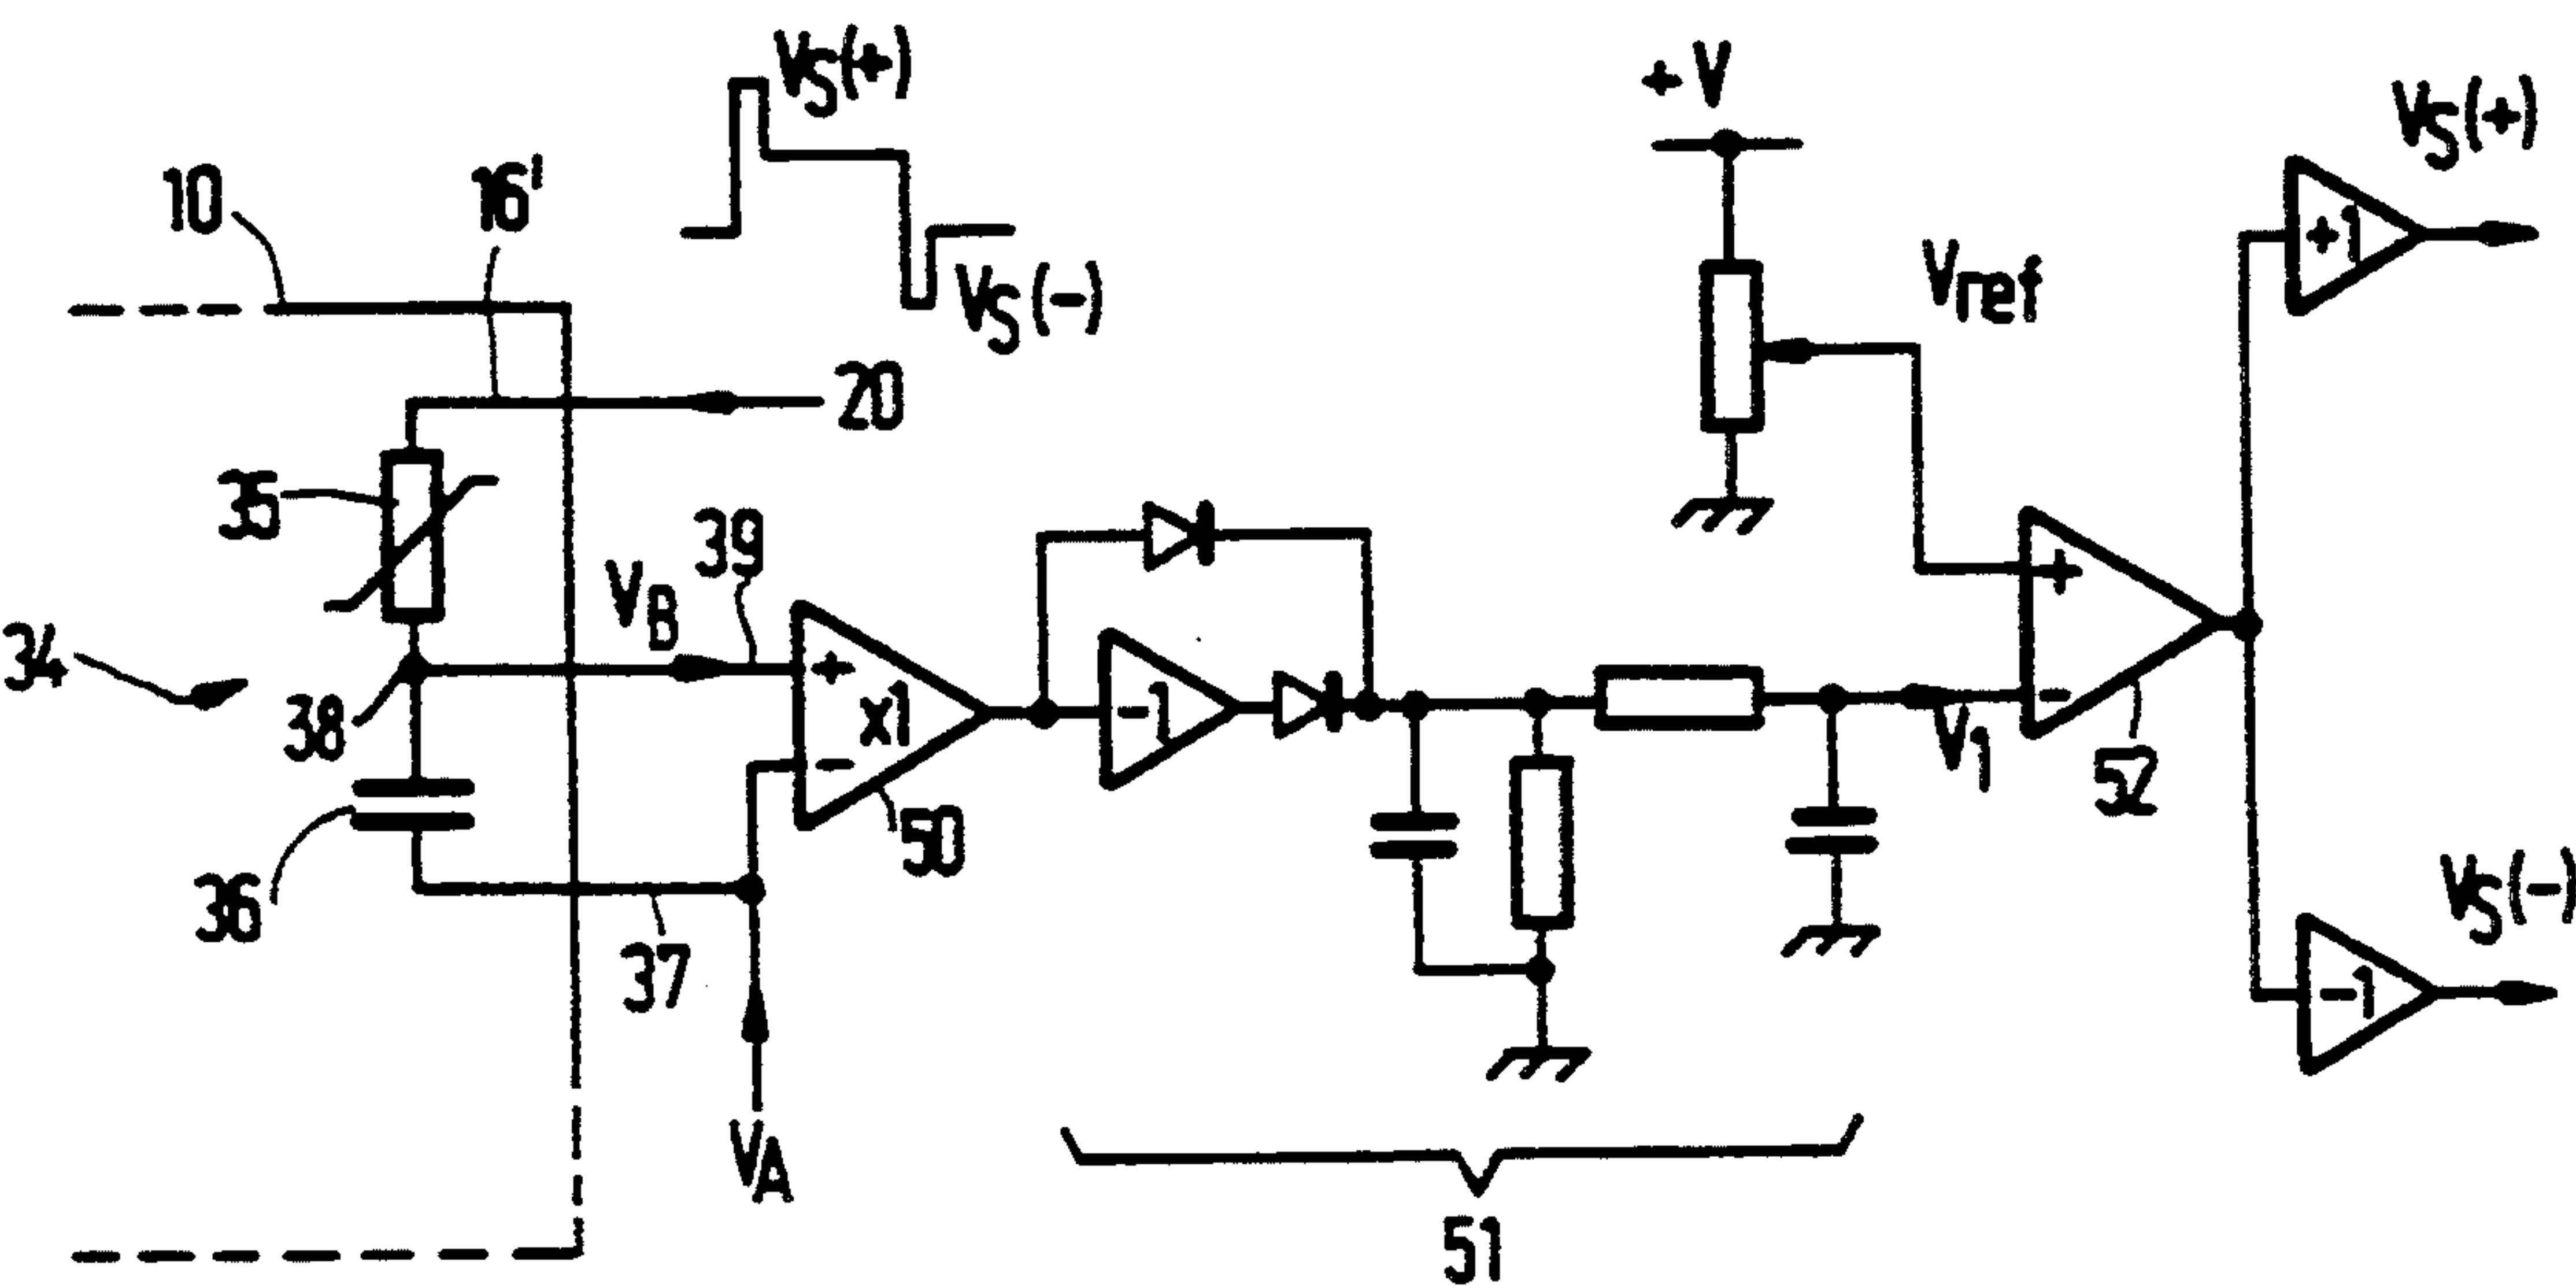 VS(+)
+V
VS(+)
10
16'
+1
Vref
VS(-)
20
35
39
VB
+
34
+
x1
-1
38
-
-
V1
52
50
VS(-)
36
37
-1
VA
51